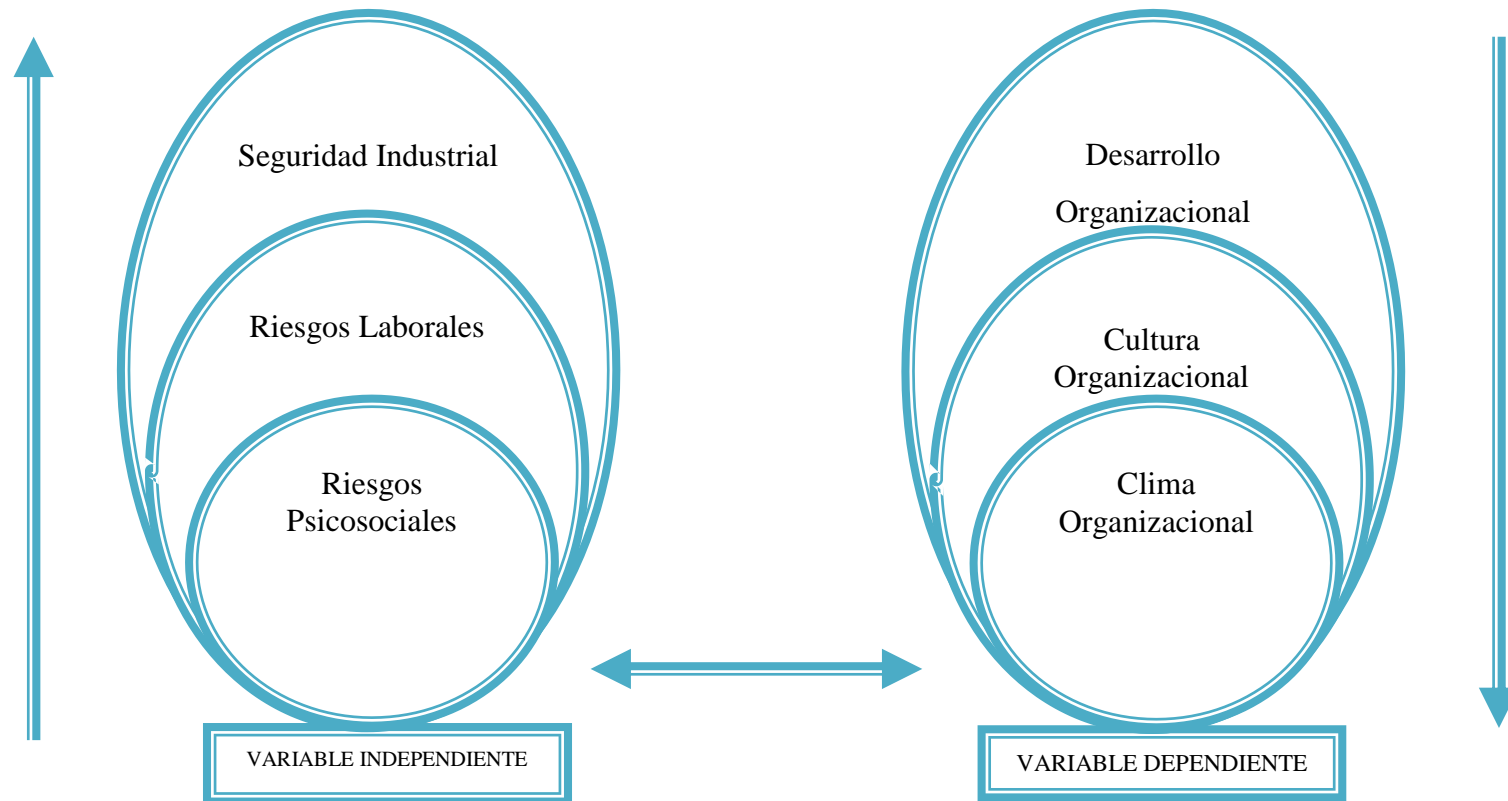 Seguridad Industrial
Riesgos Laborales
Riesgos
Psicosociales
VARIABLE INDEPENDIENTE
Desarrollo
Organizacional
Cultura
Organizacional
Clima
Organizacional
VARIABLE DEPENDIENTE